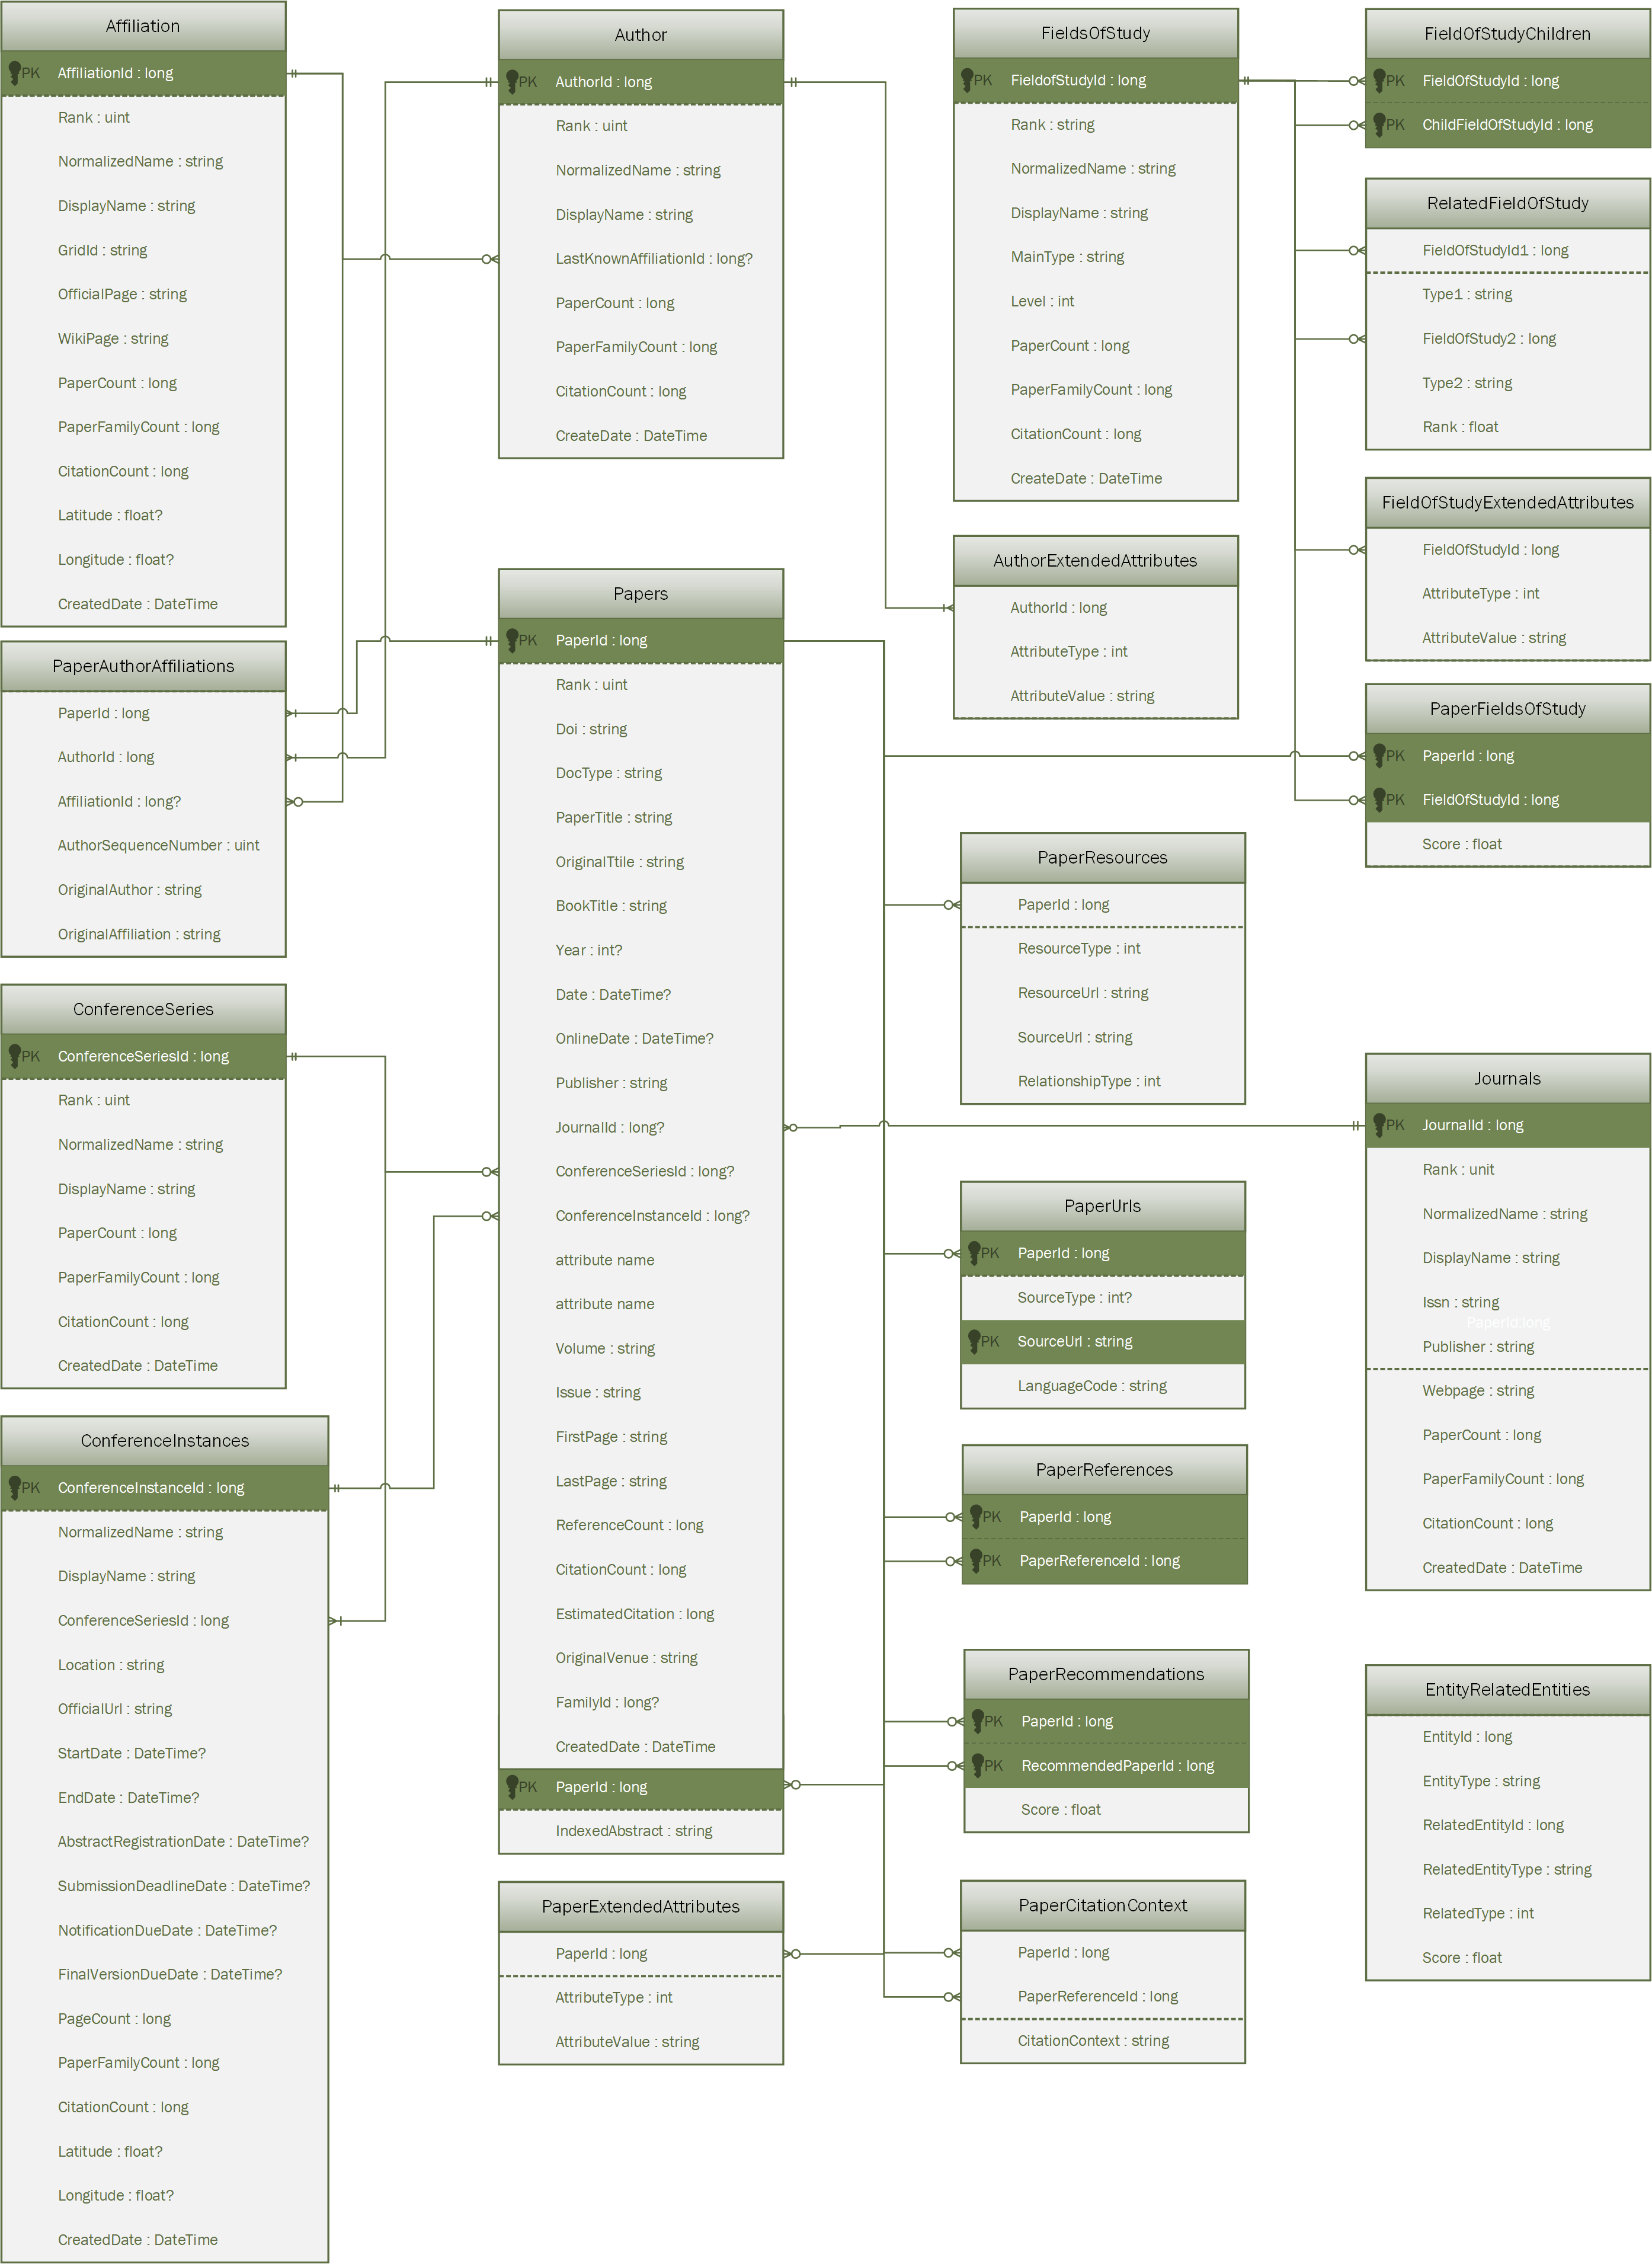 Affiliation
PK AffiliationId : long
Rank : uint
NormalizedName : string
DisplayName : string
GridId : string
OfficialPage : string
WikiPage : string
PaperCount : long
PaperFamilyCount : long
CitationCount : long
Latitude : float?
Longitude : float?
CreatedDate : DateTime
PaperAuthorAffiliations
PaperId : long
AuthorId : long
AffiliationId : long?
AuthorSequenceNumber : uint
OriginalAuthor : string
OriginalAffiliation : string
ConferenceSeries
PK ConferenceSeriesId : long
Rank : uint
NormalizedName : string
DisplayName : string
PaperCount : long
PaperFamilyCount : long
CitationCount : long
CreatedDate : DateTime
ConferenceInstances
PK ConferenceInstanceId : long
NormalizedName : string
DisplayName : string
ConferenceSeriesId : long
Location : string
OfficialUrl : string
StartDate : DateTime?
EndDate : DateTime?
AbstractRegistrationDate : DateTime?
SubmissionDeadlineDate : DateTime?
NotificationDueDate : DateTime?
FinalVersionDueDate : DateTime?
PageCount : long
PaperFamilyCount : long
CitationCount : long
Latitude : float?
Longitude : float?
CreatedDate : DateTime
Author
PK AuthorId : long
Rank : uint
NormalizedName : string
DisplayName : string
LastKnownAffiliationId : long?
PaperCount : long
PaperFamilyCount : long
CitationCount : long
CreateDate : DateTime
Papers
PK PaperId : long
Rank : uint
Doi : string
DocType : string
PaperTitle : string
OriginalTtile : string
BookTitle : string
Year : int?
Date : DateTime?
OnlineDate : DateTime?
Publisher : string
JournalId : long?
ConferenceSeriesId : long?
ConferenceInstanceId : long?
attribute name
attribute name
Volume : string
Issue : string
FirstPage : string
LastPage : string
ReferenceCount : long
CitationCount : long
EstimatedCitation : long
OriginalVenue : string
FamilyId : long?
CreatedDate : DateTime
PK PaperId : long
IndexedAbstract : string
PaperExtendedAttributes
PaperId : long
AttributeType : int
AttributeValue : string
FieldsOfStudy
PK FieldofStudyId : long
Rank : string
NormalizedName : string
DisplayName : string
MainType : string
Level : int
PaperCount : long
PaperFamilyCount : long
CitationCount : long
CreateDate : DateTime
AuthorExtendedAttributes
AuthorId : long
AttributeType : int
AttributeValue : string
PaperResources
PaperId : long
ResourceType : int
ResourceUrl : string
SourceUrl : string
RelationshipType : int
PaperUrls
PK PaperId : long
SourceType : int?
PK SourceUrl : string
LanguageCode : string
PaperReferences
PK PaperId : long
PK PaperReferenceId : long
PaperRecommendations
PK PaperId : long
PK RecommendedPaperId : long
Score : float
PaperCitationContext
PaperId : long
PaperReferenceId : long
CitationContext : string
FieldOfStudyChildren
PK FieldOfStudyId : long
PK ChildFieldOfStudyId : long
RelatedFieldOfStudy
FieldOfStudyId1 : long
Type1 : string
FieldOfStudy2 : long
Type2 : string
Rank : float
FieldOfStudyExtendedAttributes
FieldOfStudyId : long
AttributeType : int
AttributeValue : string
PaperFieldsOfStudy
PK PaperId : long
PK FieldOfStudyId : long
Score : float
Journals
PK JournalId : long
Rank : unit
NormalizedName : string
DisplayName : string
Issn : string
PaperId:long
Publisher : string
Webpage : string
PaperCount : long
PaperFamilyCount : long
CitationCount : long
CreatedDate : DateTime
EntityRelatedEntities
EntityId : long
EntityType : string
RelatedEntityId : long
RelatedEntityType : string
RelatedType : int
Score : float